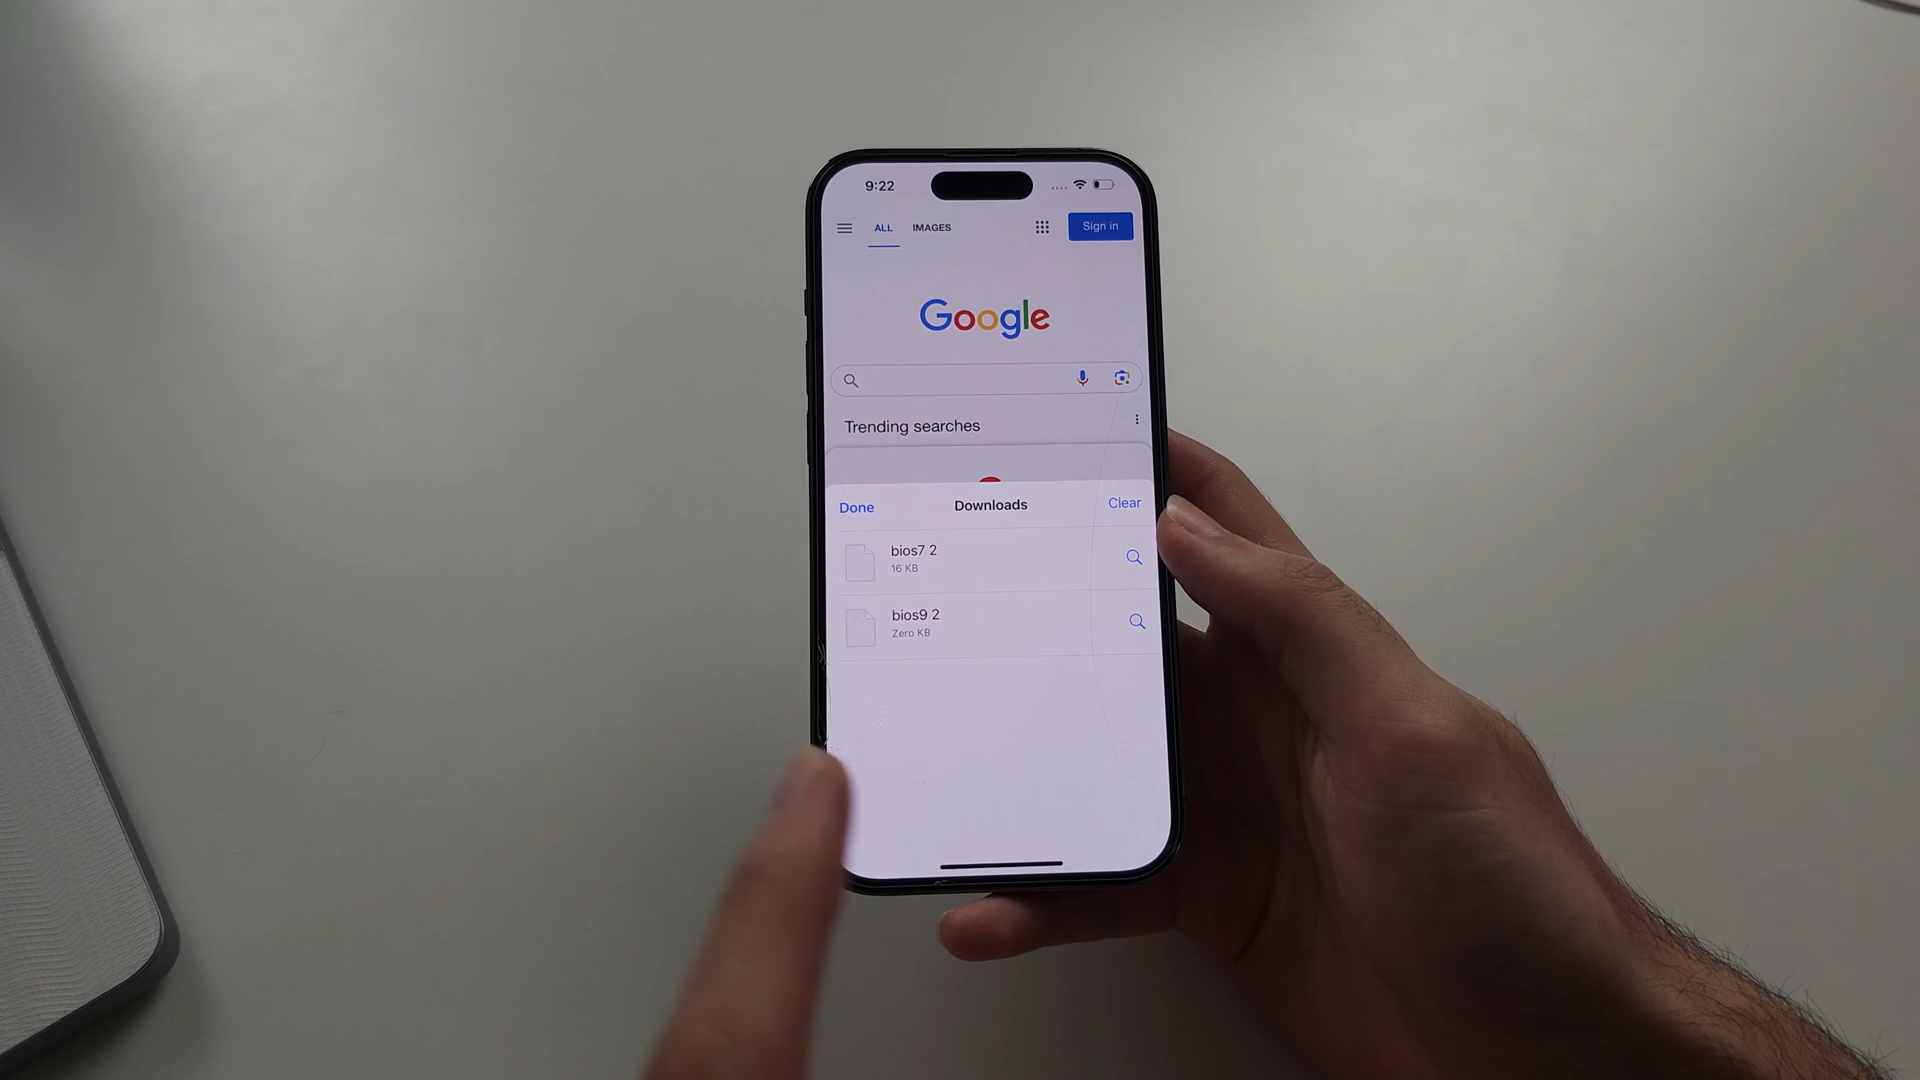 9:22
ALL IMAGES Sign in
Google
Trending searches
Done Downloads Clear
bios7 2
16 KB
bios9 2
Zero KB